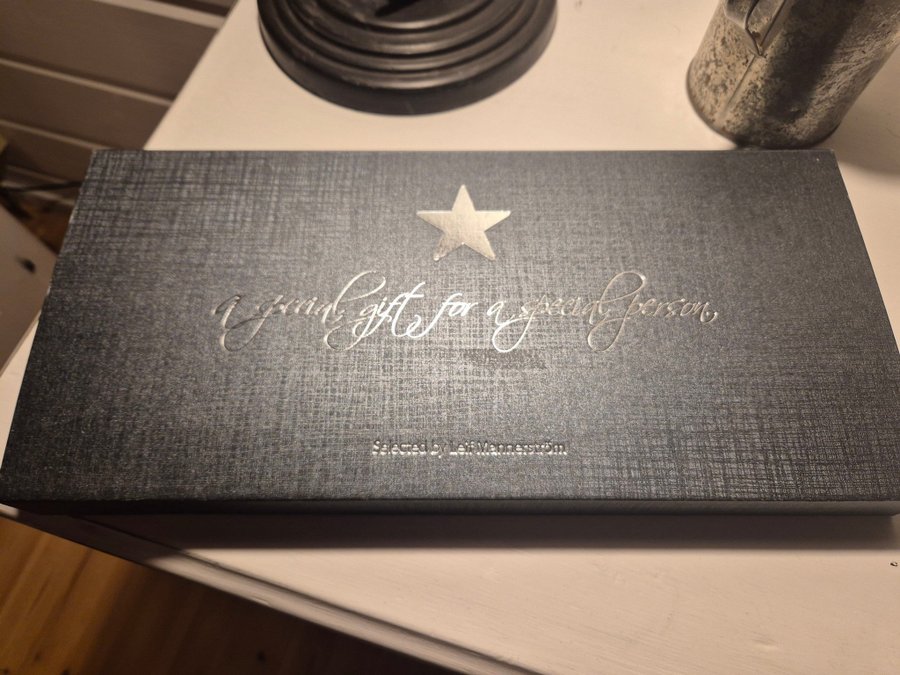 a special gift for a special person
Selected by Leif Mannerström